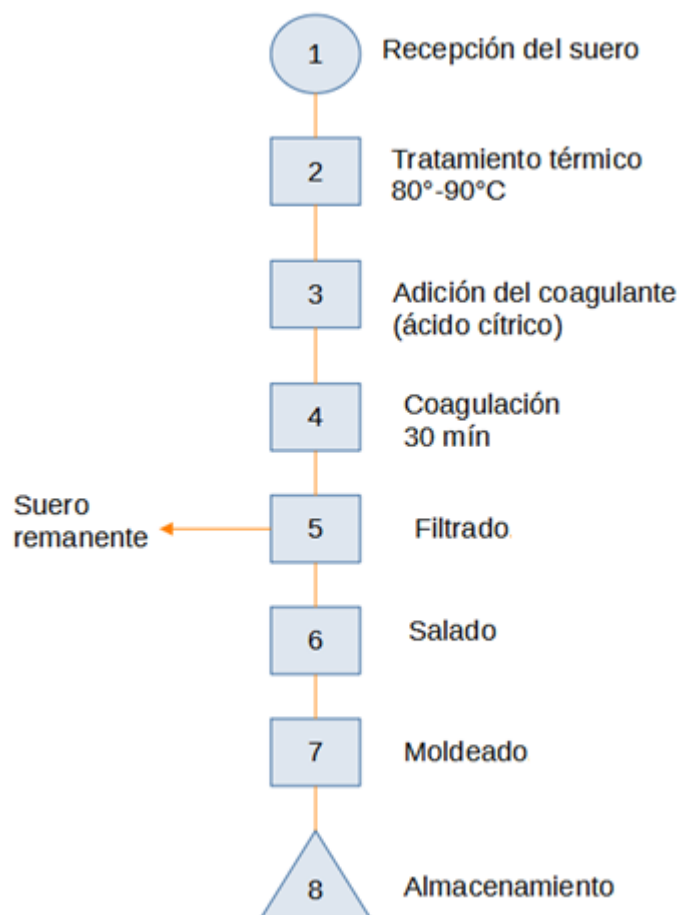 1 Recepción del suero
2 Tratamiento térmico
80°-90°C
3 Adición del coagulante
(ácido cítrico)
4 Coagulación
30 mín
Suero
remanente
5 Filtrado
6 Salado
7 Moldeado
8 Almacenamiento